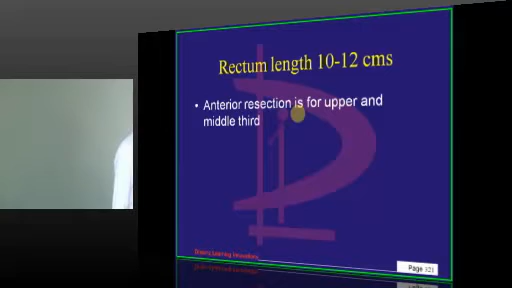 Rectum length 10-12 cms
• Anterior resection is for upper and
middle third
Page 121